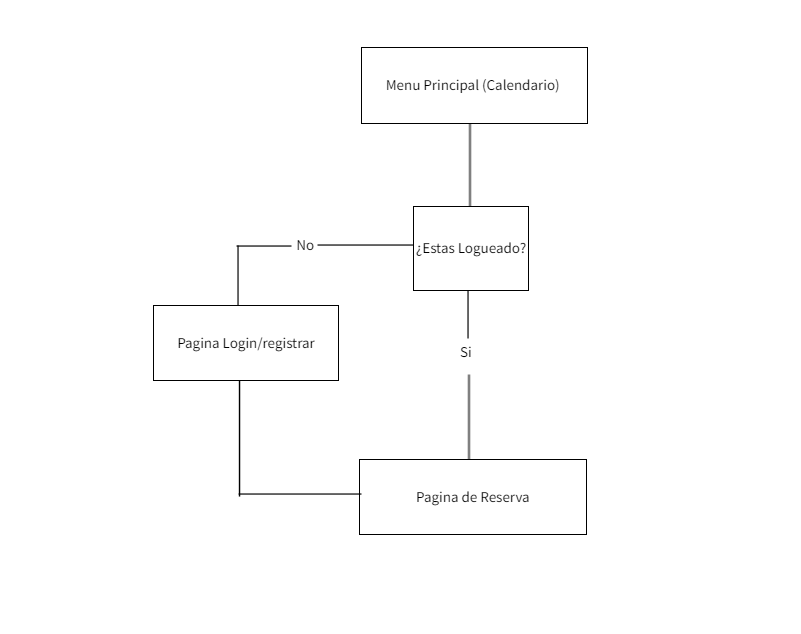 Menu Principal (Calendario)
¿Estas Logueado?
No
Pagina Login/registrar
Si
Pagina de Reserva